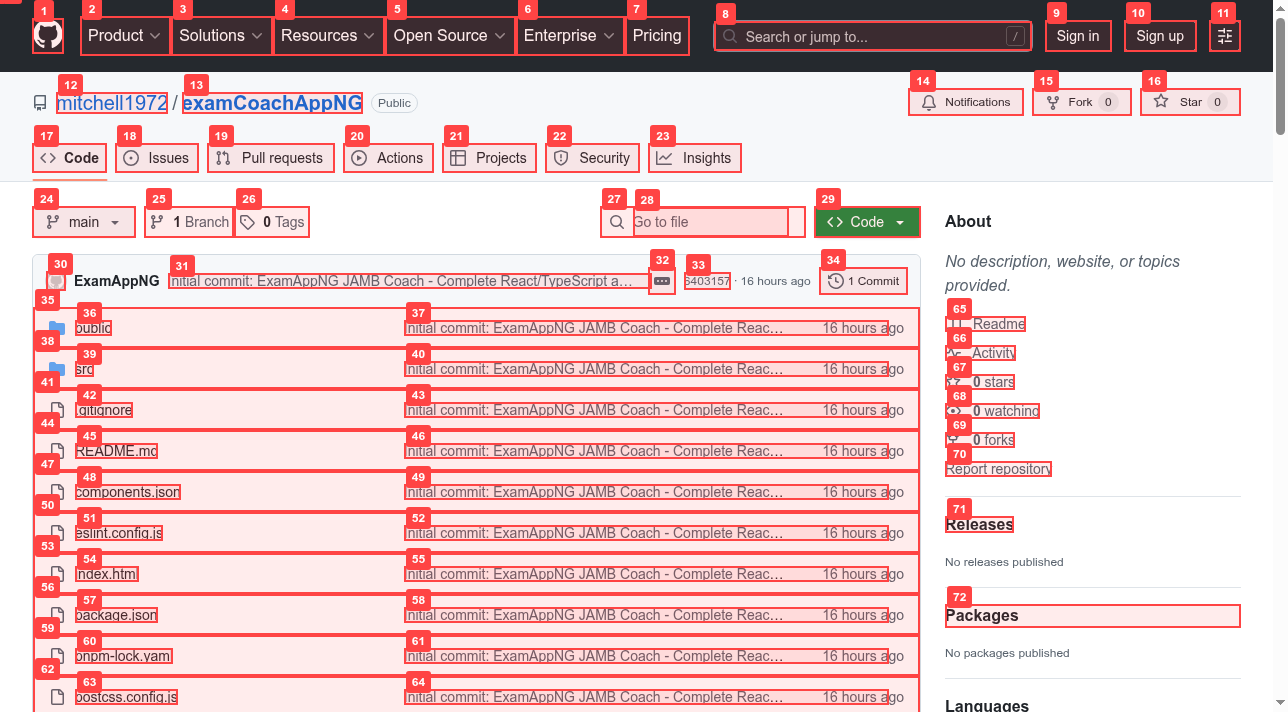 1 2 3 4 5 6 7 8 9 10 11
Product Solutions Resources Open Source Enterprise Pricing Search or jump to... / Sign in Sign up
12 13 14 15 16
mitchell1972 / examCoachAppNG Public Notifications Fork 0 Star 0
17 18 19 20 21 22 23
Code Issues Pull requests Actions Projects Security Insights
24 25 26 27 28 29
main 1 Branch 0 Tags Go to file Code
About
No description, website, or topics
provided.
30 31 32 33 34
ExamAppNG Initial commit: ExamAppNG JAMB Coach - Complete React/TypeScript a… 6403157 · 16 hours ago 1 Commit
35
36 37
public Initial commit: ExamAppNG JAMB Coach - Complete Reac… 16 hours ago
38
39 40
src Initial commit: ExamAppNG JAMB Coach - Complete Reac… 16 hours ago
41
42 43
.gitignore Initial commit: ExamAppNG JAMB Coach - Complete Reac… 16 hours ago
44
45 46
README.md Initial commit: ExamAppNG JAMB Coach - Complete Reac… 16 hours ago
47
48 49
components.json Initial commit: ExamAppNG JAMB Coach - Complete Reac… 16 hours ago
50
51 52
eslint.config.js Initial commit: ExamAppNG JAMB Coach - Complete Reac… 16 hours ago
53
54 55
index.html Initial commit: ExamAppNG JAMB Coach - Complete Reac… 16 hours ago
56
57 58
package.json Initial commit: ExamAppNG JAMB Coach - Complete Reac… 16 hours ago
59
60 61
pnpm-lock.yaml Initial commit: ExamAppNG JAMB Coach - Complete Reac… 16 hours ago
62
63 64
postcss.config.js Initial commit: ExamAppNG JAMB Coach - Complete Reac… 16 hours ago
65
Readme
66
Activity
67
0 stars
68
0 watching
69
0 forks
70
Report repository
71
Releases
No releases published
72
Packages
No packages published
Languages